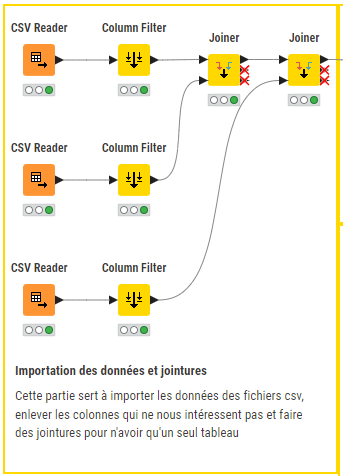 CSV Reader Column Filter
Joiner Joiner
CSV Reader Column Filter
CSV Reader Column Filter
Importation des données et jointures
Cette partie sert à importer les données des fichiers csv,
enlever les colonnes qui ne nous intéressent pas et faire
des jointures pour n'avoir qu'un seul tableau